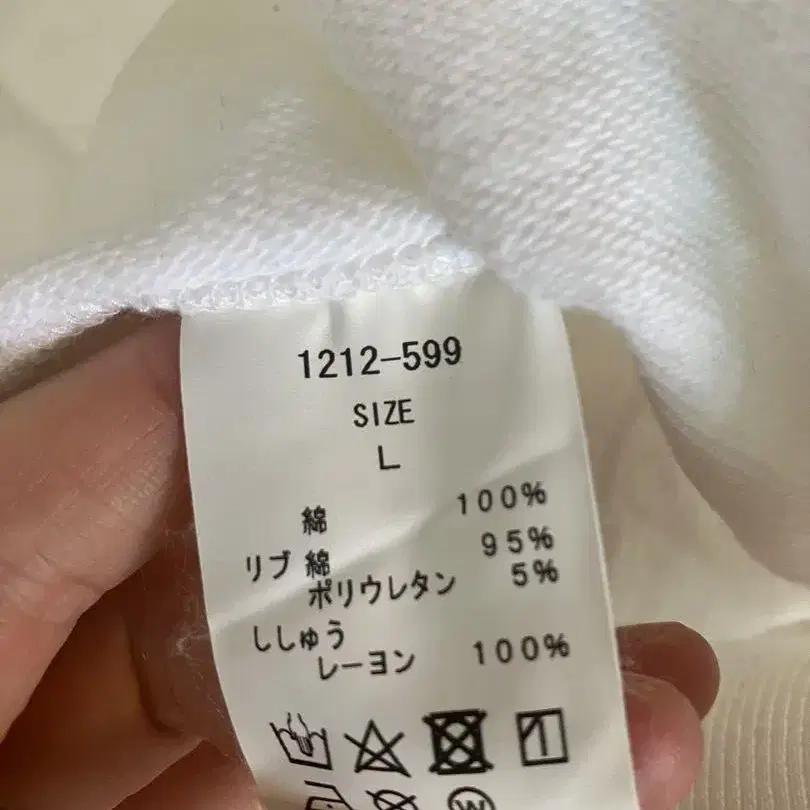 1212-599
SIZE
L
綿 100%
リブ 綿 95%
ポリウレタン 5%
ししゅう
レーヨン 100%
W